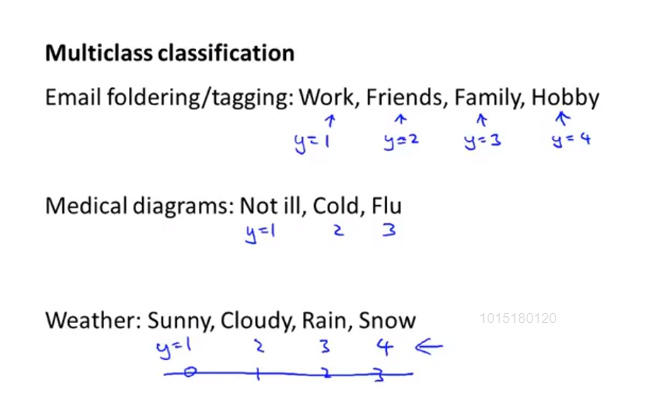 Multiclass classification
Email foldering/tagging: Work, Friends, Family, Hobby
y=1 y=2 y=3 y=4
Medical diagrams: Not ill, Cold, Flu
y=1 2 3
Weather: Sunny, Cloudy, Rain, Snow
1015180120
y=1 2 3 4 ←
0 1 2 3